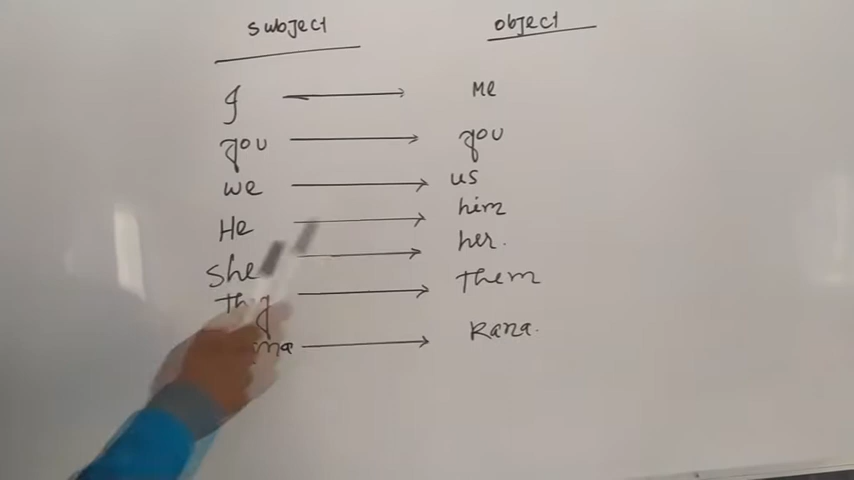 subject object
I → Me
you → you
we → us
He → him
she → her.
→ Them
→ Rana.